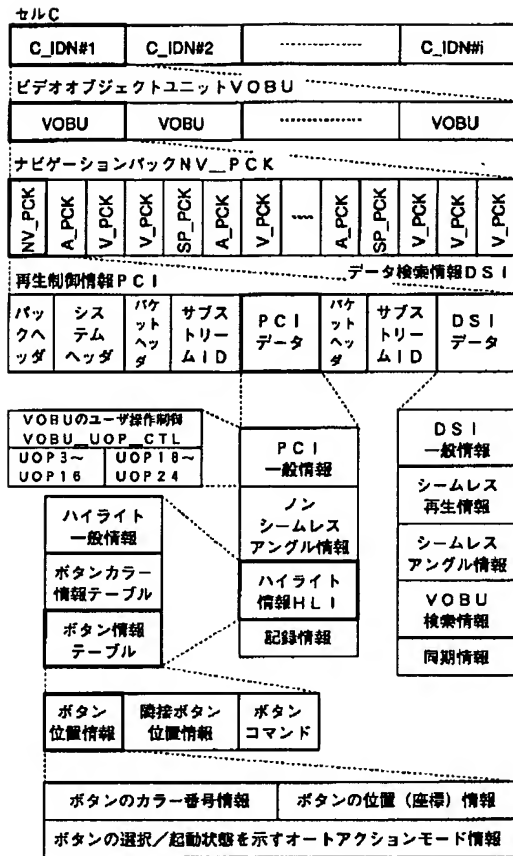 セルC
C_IDN#1 C_IDN#2 C_IDN#i
ビデオオブジェクトユニットVOBU
VOBU VOBU VOBU
ナビゲーションパックNV_PCK
NV_PCK A_PCK V_PCK V_PCK SP_PCK A_PCK V_PCK A_PCK SP_PCK V_PCK V_PCK V_PCK
再生制御情報PCI データ検索情報DSI
パックヘッダ
システムヘッダ
パケットヘッダ
サブストリームID
PCIデータ
パケットヘッダ
サブストリームID
DSIデータ
VOBUのユーザ操作制御
VOBU_UOP_CTL
UOP3~
UOP16
UOP18~
UOP24
PCI
一般情報
ノン
シームレス
アングル情報
ハイライト
情報HLI
記録情報
DSI
一般情報
シームレス
再生情報
シームレス
アングル情報
VOBU
検索情報
同期情報
ハイライト
一般情報
ボタンカラー
情報テーブル
ボタン情報
テーブル
ボタン
位置情報
隣接ボタン
位置情報
ボタン
コマンド
ボタンのカラー番号情報 ボタンの位置(座標)情報
ボタンの選択/起動状態を示すオートアクションモード情報